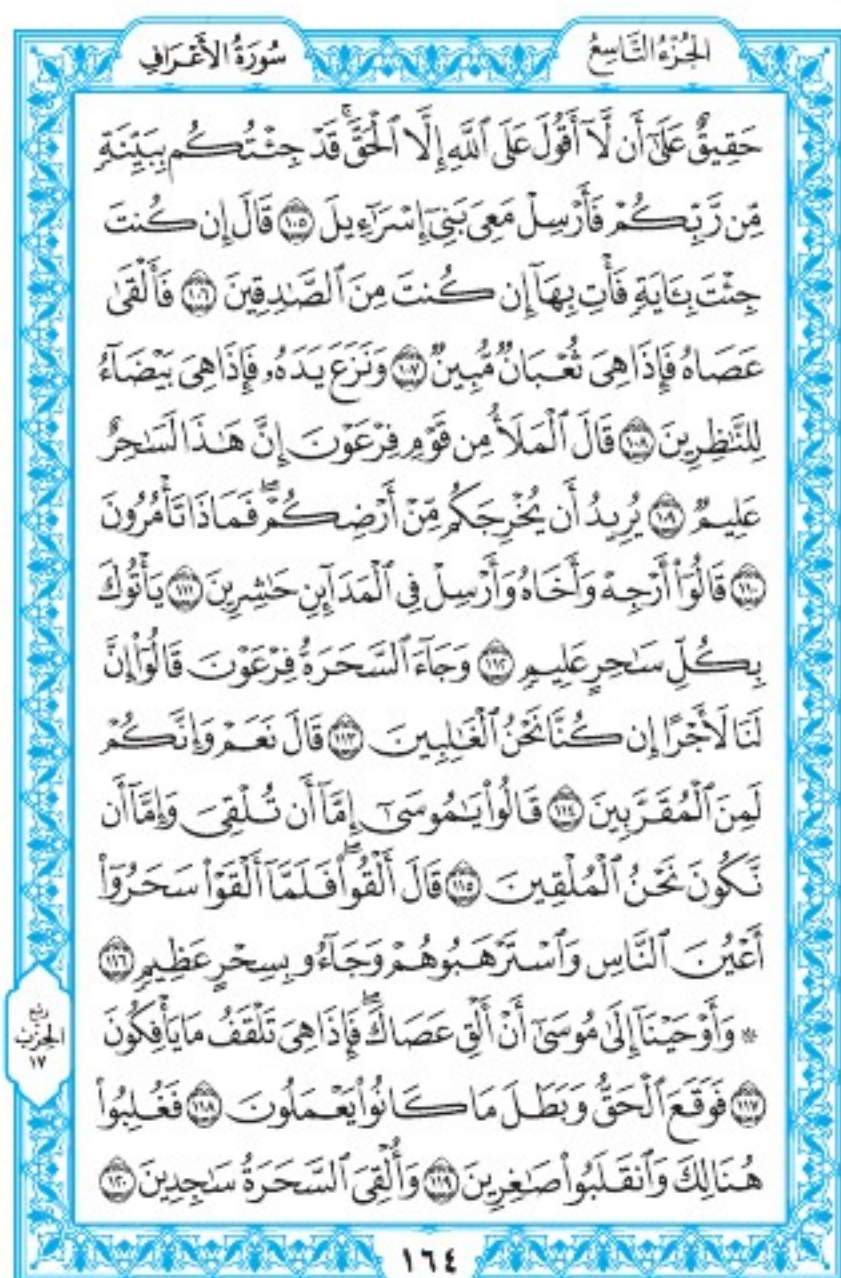 الجُزْءُ التَّاسِعُ
سُورَةُ الأَعْرَافِ
حَقِيقٌ عَلَىٰٓ أَن لَّآ أَقُولَ عَلَى ٱللَّهِ إِلَّا ٱلْحَقَّۚ قَدْ جِئْتُكُم بِبَيِّنَةٖ
مِّن رَّبِّكُمْ فَأَرْسِلْ مَعِىَ بَنِىٓ إِسْرَٰٓءِيلَ ١٠٥ قَالَ إِن كُنتَ
جِئْتَ بِـَٔايَةٖ فَأْتِ بِهَآ إِن كُنتَ مِنَ ٱلصَّٰدِقِينَ ١٠٦ فَأَلْقَىٰ
عَصَاهُ فَإِذَا هِىَ ثُعْبَانٌ مُّبِينٌ ١٠٧ وَنَزَعَ يَدَهُۥ فَإِذَا هِىَ بَيْضَآءُ
لِلنَّٰظِرِينَ ١٠٨ قَالَ ٱلْمَلَأُ مِن قَوْمِ فِرْعَوْنَ إِنَّ هَٰذَا لَسَٰحِرٌ
عَلِيمٌ ١٠٩ يُرِيدُ أَن يُخْرِجَكُم مِّنْ أَرْضِكُمْۖ فَمَاذَا تَأْمُرُونَ
١١٠ قَالُوٓاْ أَرْجِهْ وَأَخَاهُ وَأَرْسِلْ فِى ٱلْمَدَآئِنِ حَٰشِرِينَ ١١١ يَأْتُوكَ
بِكُلِّ سَٰحِرٍ عَلِيمٖ ١١٢ وَجَآءَ ٱلسَّحَرَةُ فِرْعَوْنَ قَالُوٓاْ إِنَّ
لَنَا لَأَجْرًا إِن كُنَّا نَحْنُ ٱلْغَٰلِبِينَ ١١٣ قَالَ نَعَمْ وَإِنَّكُمْ
لَمِنَ ٱلْمُقَرَّبِينَ ١١٤ قَالُواْ يَٰمُوسَىٰٓ إِمَّآ أَن تُلْقِىَ وَإِمَّآ أَن
نَّكُونَ نَحْنُ ٱلْمُلْقِينَ ١١٥ قَالَ أَلْقُواْۖ فَلَمَّآ أَلْقَوْاْ سَحَرُوٓاْ
أَعْيُنَ ٱلنَّاسِ وَٱسْتَرْهَبُوهُمْ وَجَآءُو بِسِحْرٍ عَظِيمٖ ١١٦
۞ وَأَوْحَيْنَآ إِلَىٰ مُوسَىٰٓ أَنْ أَلْقِ عَصَاكَۖ فَإِذَا هِىَ تَلْقَفُ مَا يَأْفِكُونَ
١١٧ فَوَقَعَ ٱلْحَقُّ وَبَطَلَ مَا كَانُواْ يَعْمَلُونَ ١١٨ فَغُلِبُواْ
هُنَالِكَ وَٱنقَلَبُواْ صَٰغِرِينَ ١١٩ وَأُلْقِىَ ٱلسَّحَرَةُ سَٰجِدِينَ ١٢٠
ربع
الحزب
١٧
١٦٤